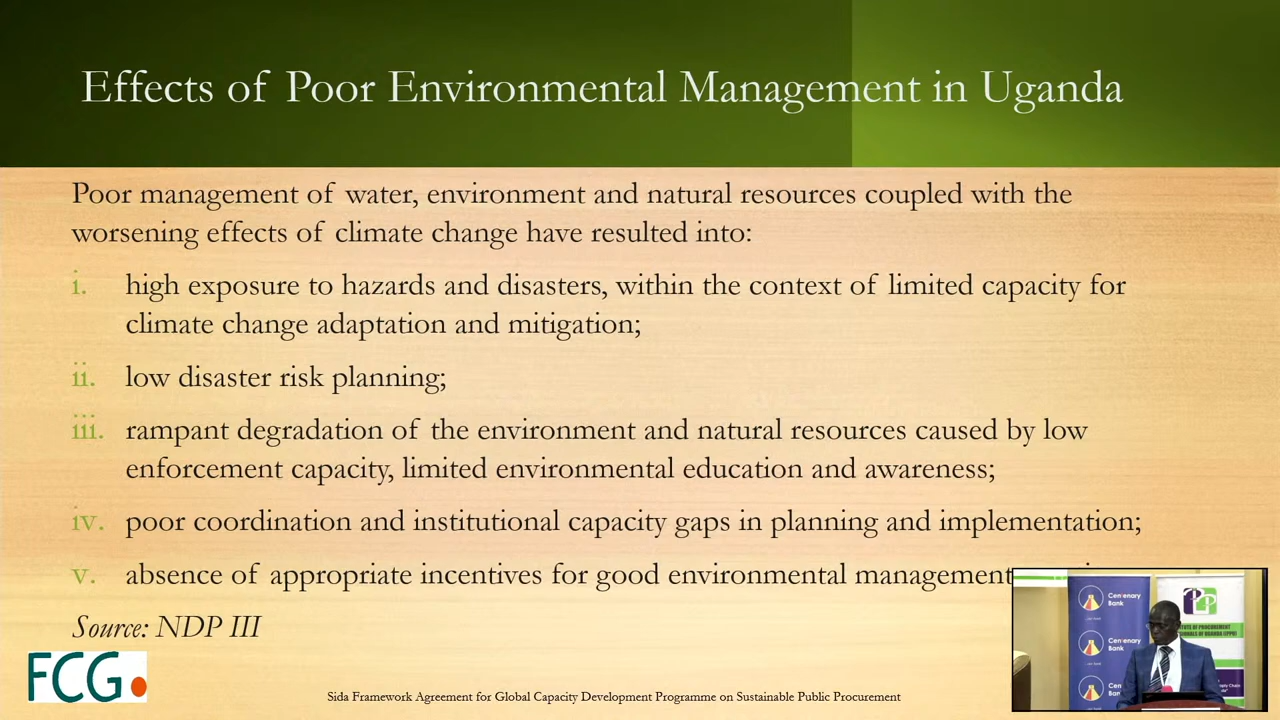 Effects of Poor Environmental Management in Uganda
Poor management of water, environment and natural resources coupled with the
worsening effects of climate change have resulted into:
i. high exposure to hazards and disasters, within the context of limited capacity for
climate change adaptation and mitigation;
ii. low disaster risk planning;
iii. rampant degradation of the environment and natural resources caused by low
enforcement capacity, limited environmental education and awareness;
iv. poor coordination and institutional capacity gaps in planning and implementation;
v. absence of appropriate incentives for good environmental management
Source: NDP III
FCG
Sida Framework Agreement for Global Capacity Development Programme on Sustainable Public Procurement
Centenary
Bank
Centenary
Bank